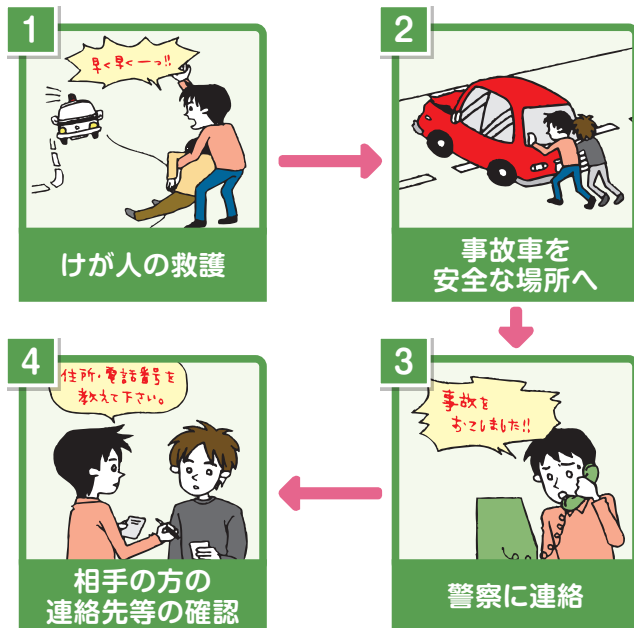 1
早く早くーっ!!
けが人の救護
2
事故車を
安全な場所へ
3
事故を
おこしました!!
警察に連絡
4
住所・電話番号を
教えて下さい。
相手の方の
連絡先等の確認